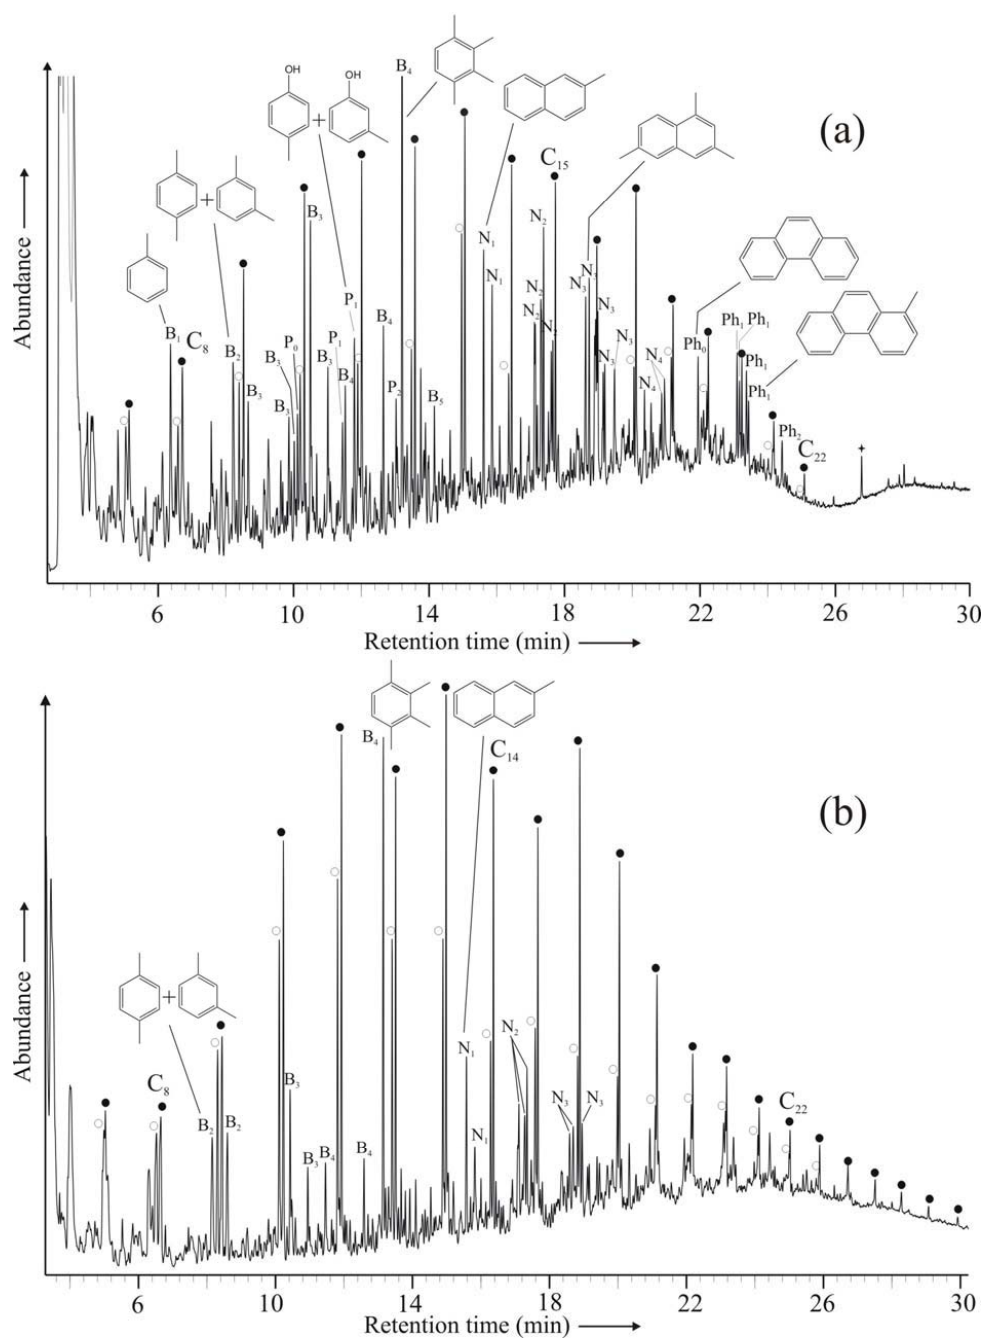 (a)
OH
OH
B₄
C₁₅
B₃
N₁
N₁
N₂
N₂
N₂
N₂
N₃
N₃
N₃
N₃
N₃
N₄
N₄
B₁
C₈
B₂
B₃
B₃
B₃
P₀
B₃
P₁
P₁
B₄
B₄
P₂
B₅
Ph₀
Ph₁
Ph₁
Ph₁
Ph₁
Ph₂
C₂₂
Abundance
6 10 14 18 22 26 30
Retention time (min)
(b)
B₄
C₁₄
C₈
B₂
B₂
B₃
B₃
B₄
B₄
N₁
N₁
N₂
N₃
N₃
C₂₂
Abundance
6 10 14 18 22 26 30
Retention time (min)